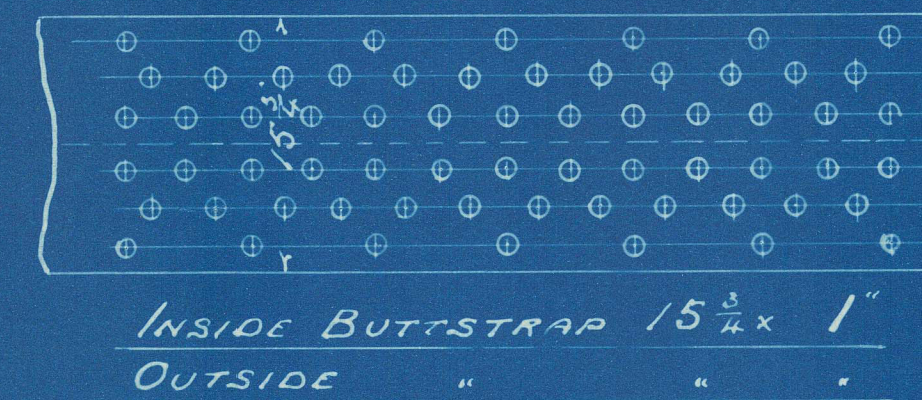 15 3/4"
INSIDE BUTTSTRAP 15 3/4 x 1"
OUTSIDE " " "